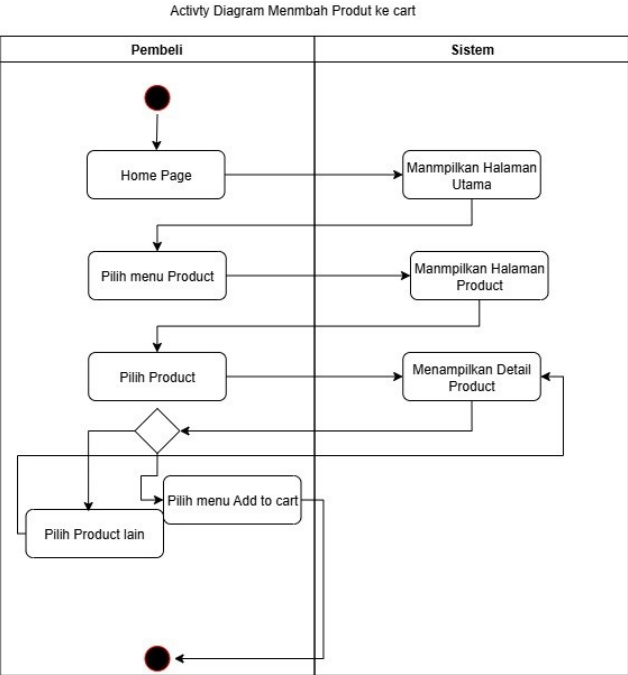 Activty Diagram Menmbah Produt ke cart
Pembeli
Sistem
Home Page
Manmpilkan Halaman
Utama
Pilih menu Product
Manmpilkan Halaman
Product
Pilih Product
Menampilkan Detail
Product
Pilih menu Add to cart
Pilih Product lain